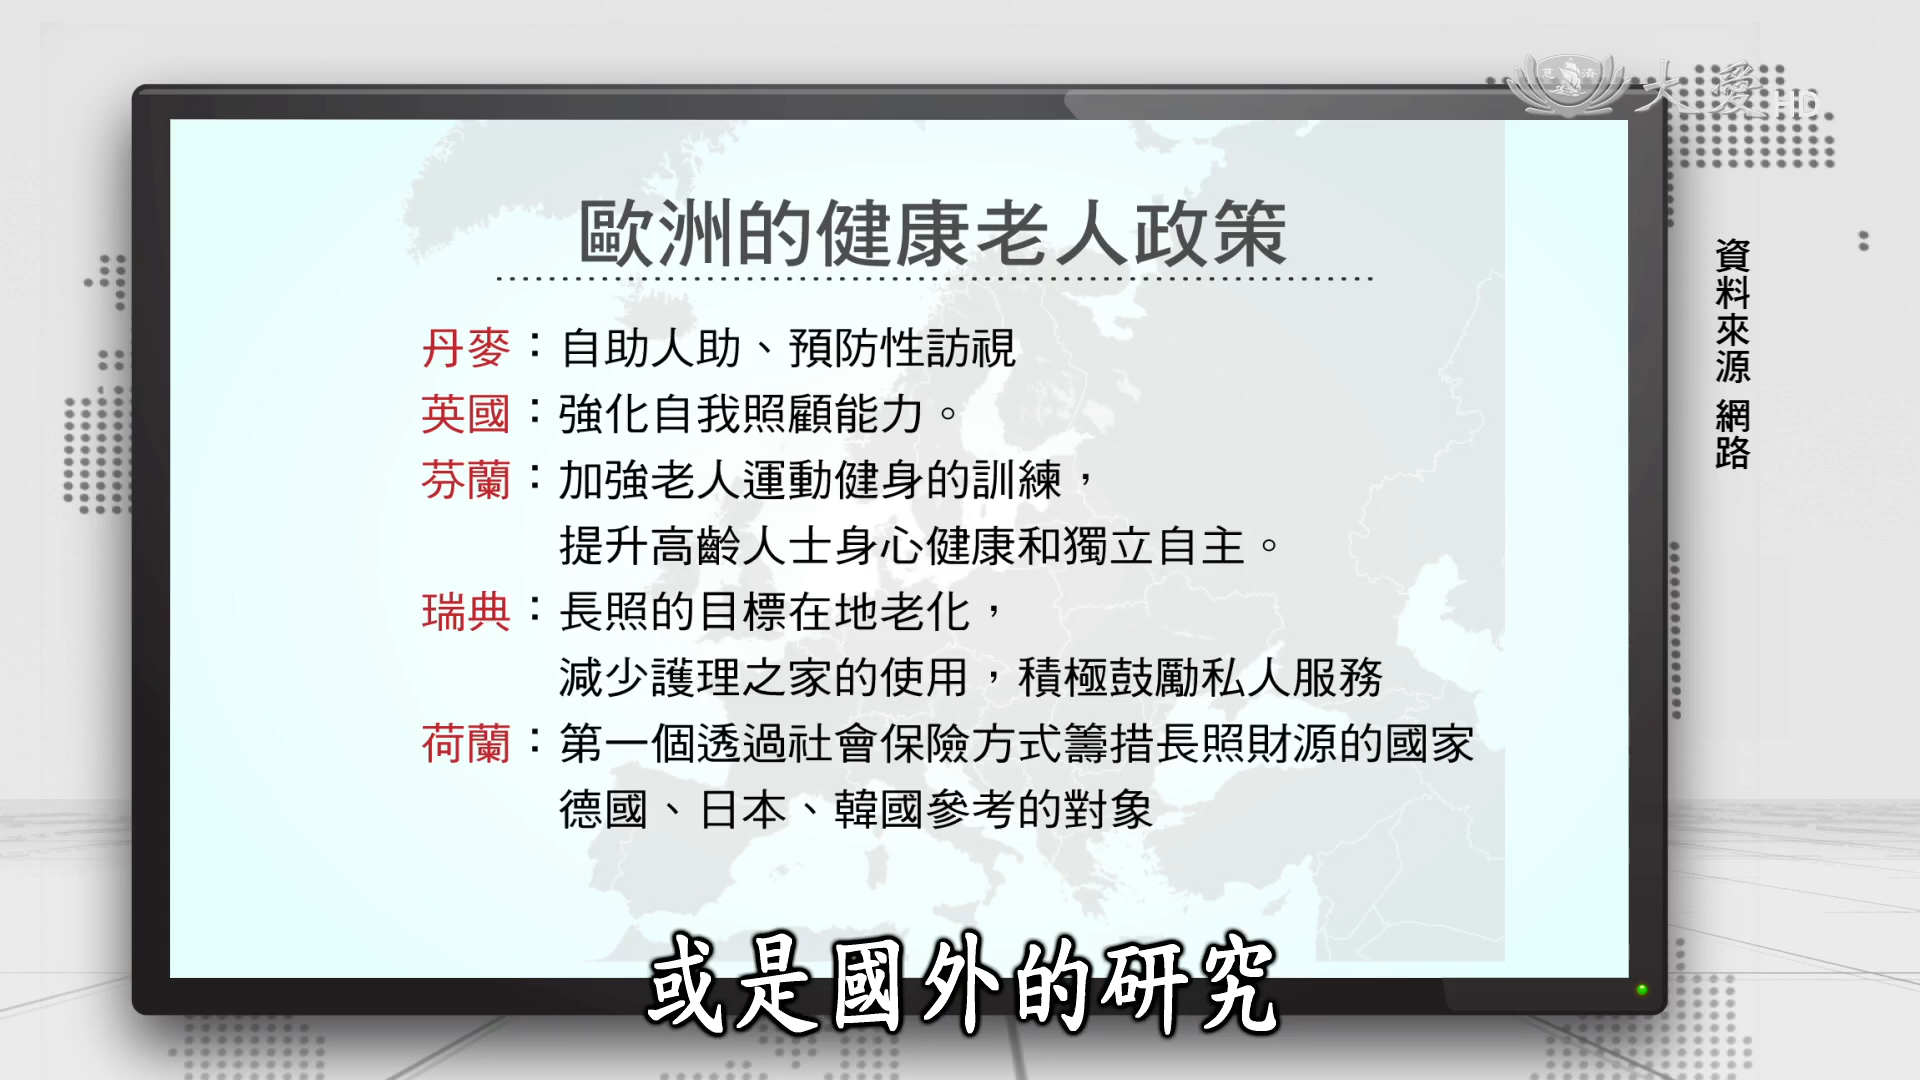 大愛HD
慈濟
歐洲的健康老人政策
丹麥：自助人助、預防性訪視
英國：強化自我照顧能力。
芬蘭：加強老人運動健身的訓練，
提升高齡人士身心健康和獨立自主。
瑞典：長照的目標在地老化，
減少護理之家的使用，積極鼓勵私人服務
荷蘭：第一個透過社會保險方式籌措長照財源的國家
德國、日本、韓國參考的對象
資料來源 網路
或是國外的研究